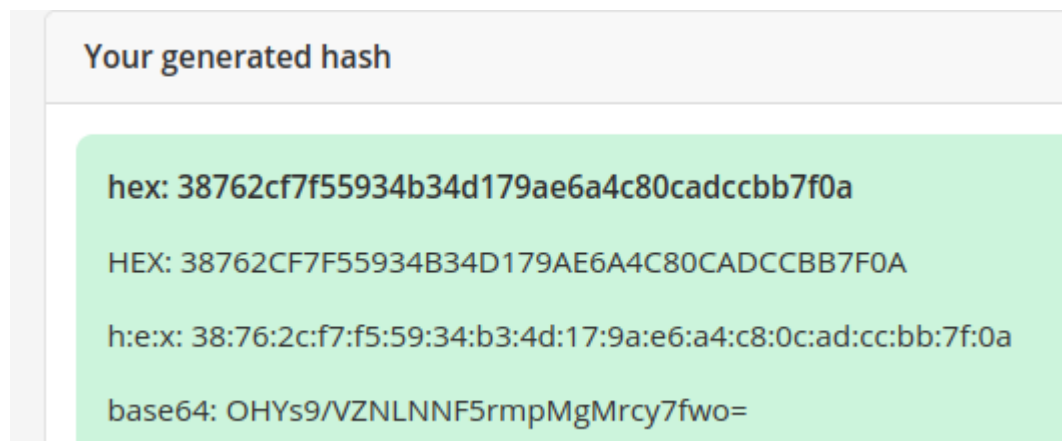 Your generated hash
hex: 38762cf7f55934b34d179ae6a4c80cadccbb7f0a
HEX: 38762CF7F55934B34D179AE6A4C80CADCCBB7F0A
h:e:x: 38:76:2c:f7:f5:59:34:b3:4d:17:9a:e6:a4:c8:0c:ad:cc:bb:7f:0a
base64: OHYs9/VZNLNNF5rmpMgMrcy7fwo=